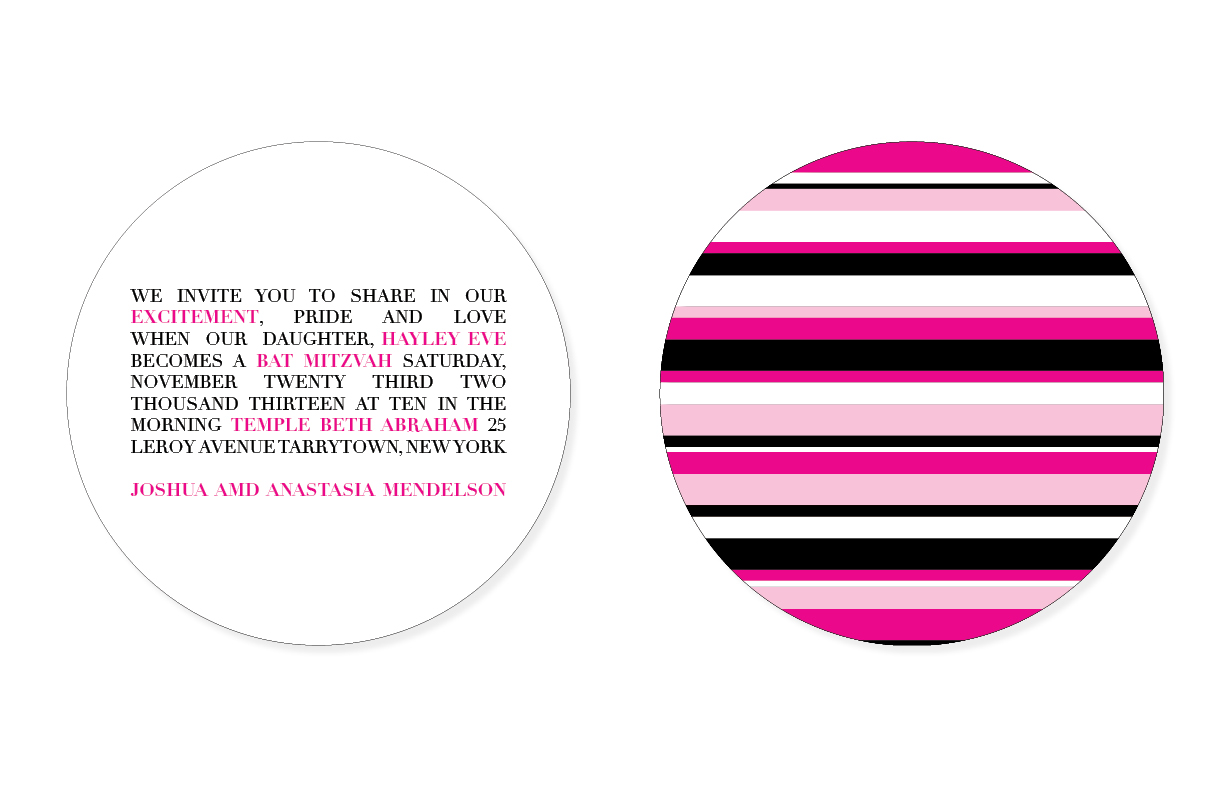 WE INVITE YOU TO SHARE IN OUR
EXCITEMENT, PRIDE AND LOVE
WHEN OUR DAUGHTER, HAYLEY EVE
BECOMES A BAT MITZVAH SATURDAY,
NOVEMBER TWENTY THIRD TWO
THOUSAND THIRTEEN AT TEN IN THE
MORNING TEMPLE BETH ABRAHAM 25
LEROY AVENUE TARRYTOWN, NEW YORK
JOSHUA AMD ANASTASIA MENDELSON